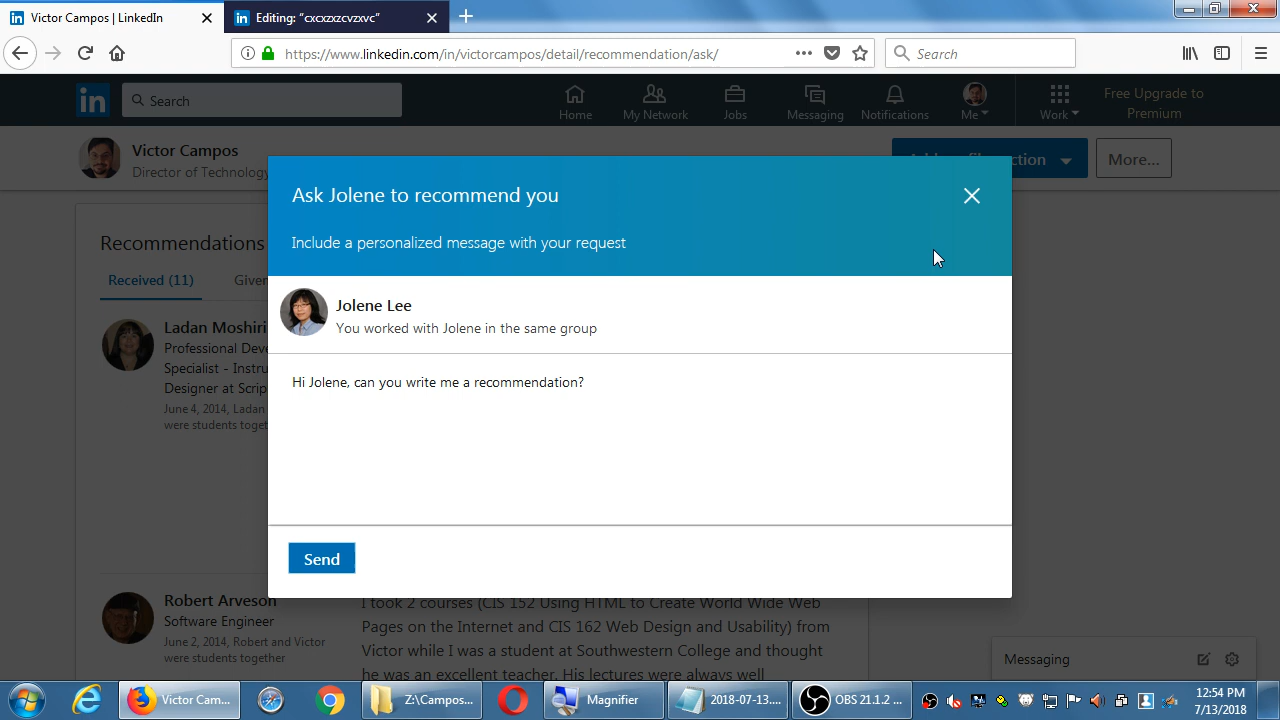 Victor Campos | LinkedIn
Editing: "cxcxzxzcvzxvc"
https://www.linkedin.com/in/victorcampos/detail/recommendation/ask/
Search
in
Search
Home
My Network
Jobs
Messaging
Notifications
Me
Work
Free Upgrade to
Premium
Victor Campos
Director of Technology
More...
Ask Jolene to recommend you
Include a personalized message with your request
Recommendations
Received (11)
Given
Jolene Lee
You worked with Jolene in the same group
Ladan Moshiri
Professional Deve
Specialist - Instru
Designer at Scrip
June 4, 2014, Ladan
were students toget
Hi Jolene, can you write me a recommendation?
Send
Robert Arveson
Software Engineer
June 2, 2014, Robert and Victor
were students together
I took 2 courses (CIS 152 Using HTML to Create World Wide Web
Pages on the Internet and CIS 162 Web Design and Usability) from
Victor while I was a student at Southwestern College and thought
he was an excellent teacher. His lectures were always well
Messaging
Victor Cam...
Z:\Campos...
Magnifier
2018-07-13....
OBS 21.1.2 ...
12:54 PM
7/13/2018